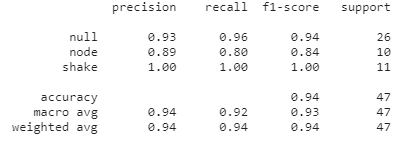 precision recall f1-score support
null 0.93 0.96 0.94 26
node 0.89 0.80 0.84 10
shake 1.00 1.00 1.00 11
accuracy 0.94 47
macro avg 0.94 0.92 0.93 47
weighted avg 0.94 0.94 0.94 47